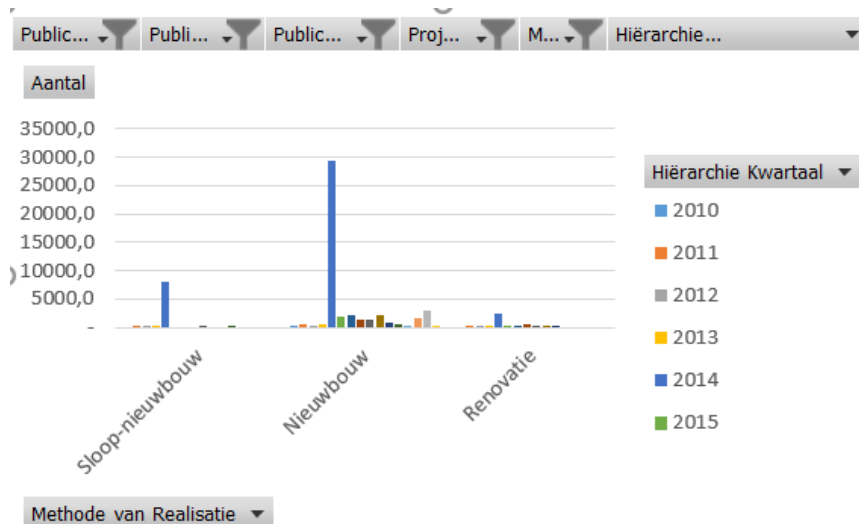 Public... Publi... Public... Proj... M... Hiërarchie...
Aantal
35000,0
30000,0
25000,0
20000,0
15000,0
10000,0
5000,0
-
Sloop-nieuwbouw
Nieuwbouw
Renovatie
Hiërarchie Kwartaal
2010
2011
2012
2013
2014
2015
Methode van Realisatie